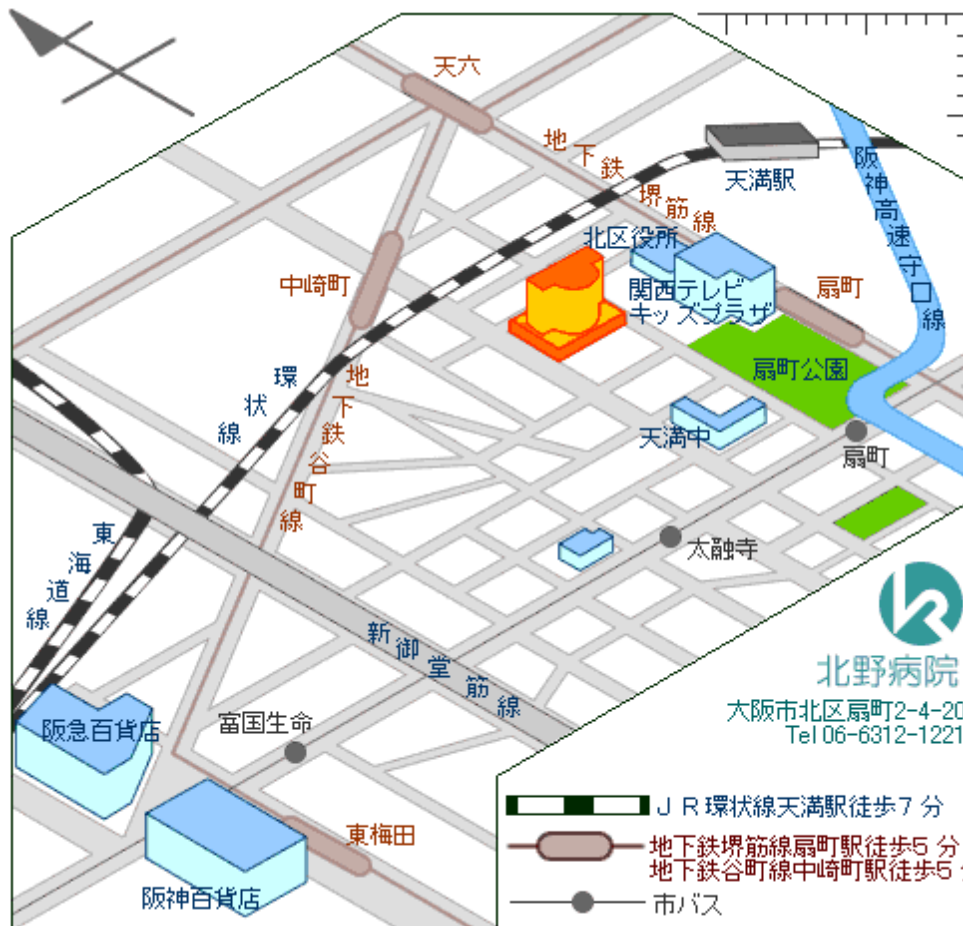 天六
地下鉄堺筋線
天満駅
阪神高速守口線
北区役所
中崎町
関西テレビ
キッズプラザ
扇町
環状線
地下鉄谷町線
扇町公園
天満中
扇町
太融寺
東海道線
新御堂筋線
北野病院
大阪市北区扇町2-4-20
Tel 06-6312-1221
富国生命
阪急百貨店
東梅田
阪神百貨店
JR環状線天満駅徒歩7分
地下鉄堺筋線扇町駅徒歩5分
地下鉄谷町線中崎町駅徒歩5
市バス